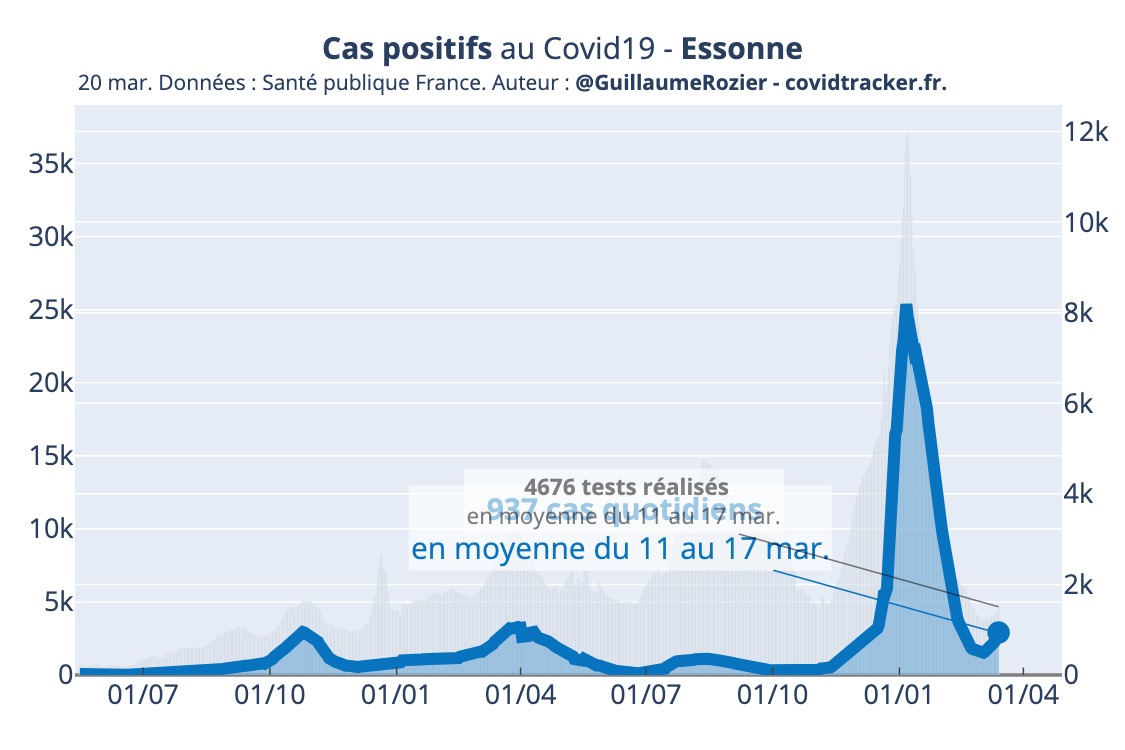 Cas positifs au Covid19 - Essonne
20 mar. Données : Santé publique France. Auteur : @GuillaumeRozier - covidtracker.fr.
12k
35k
10k
30k
25k
8k
20k
6k
15k
4k
4676 tests réalisés
937 cas quotidiens
en moyenne du 11 au 17 mar.
10k
en moyenne du 11 au 17 mar.
2k
5k
0
0
01/07
01/10
01/01
01/04
01/07
01/10
01/01
01/04